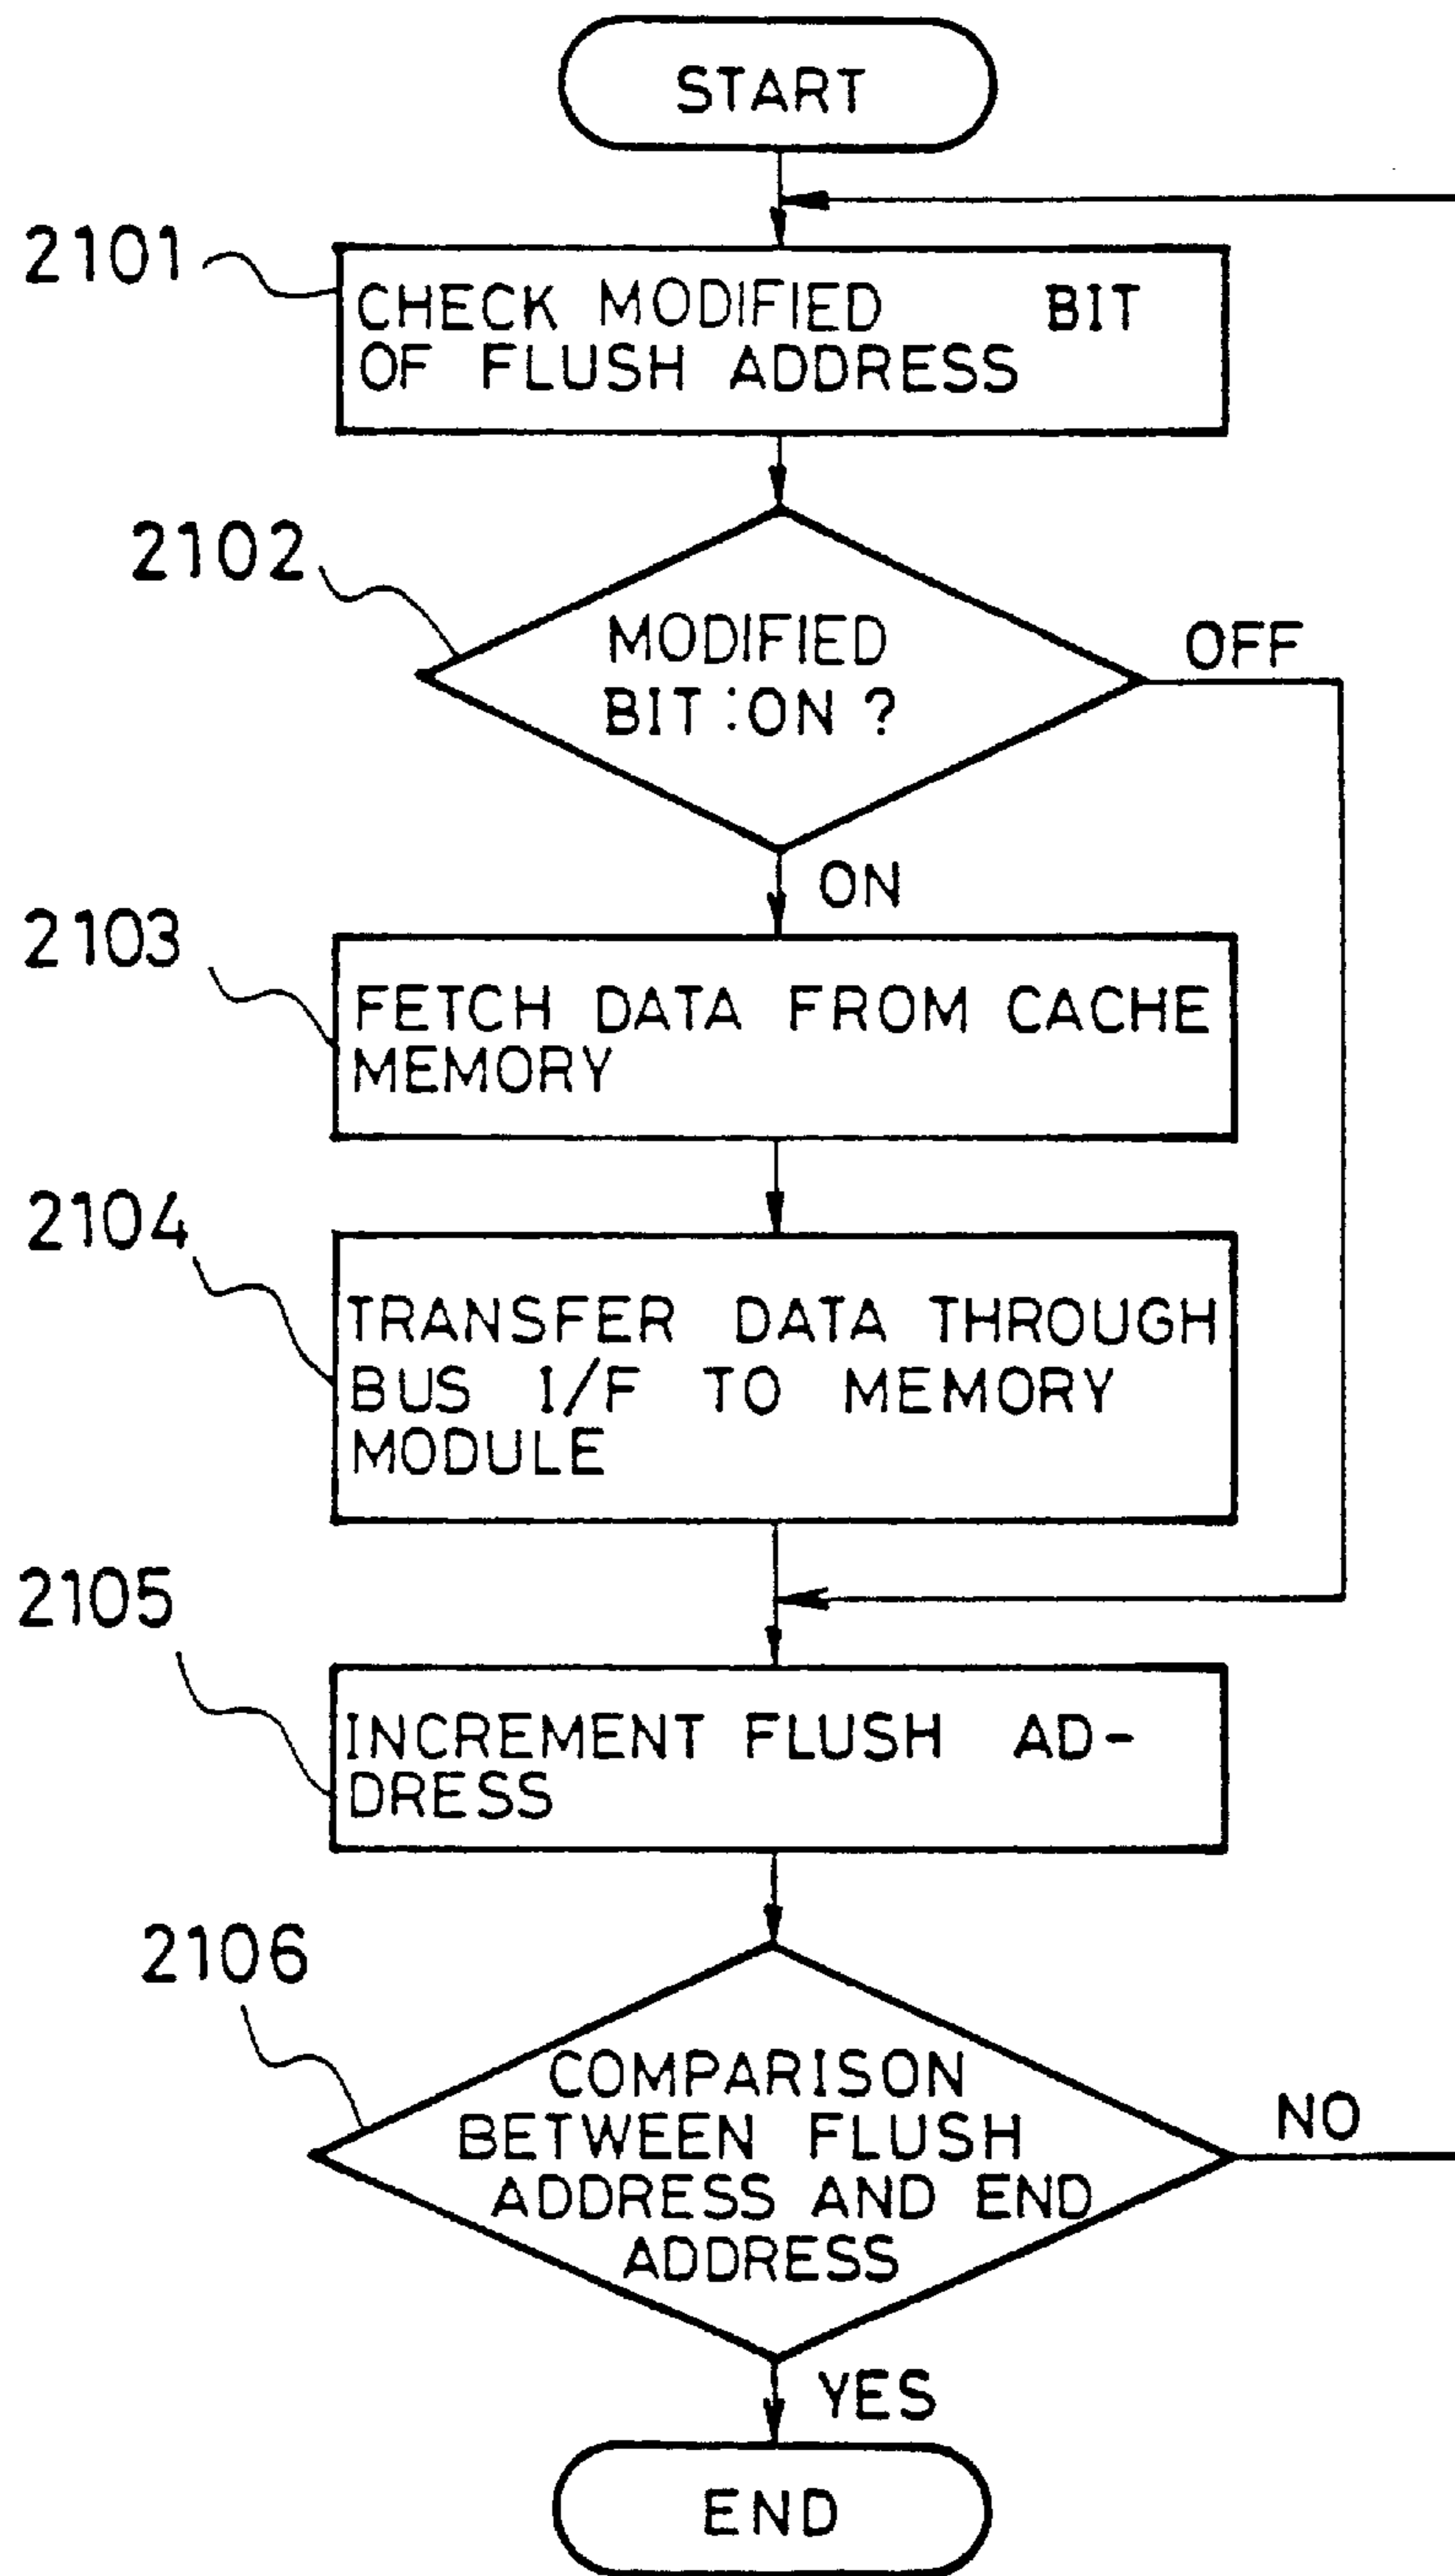 START
2101
CHECK MODIFIED BIT
OF FLUSH ADDRESS
2102
MODIFIED
BIT:ON ?
OFF
ON
2103
FETCH DATA FROM CACHE
MEMORY
2104
TRANSFER DATA THROUGH
BUS I/F TO MEMORY
MODULE
2105
INCREMENT FLUSH AD-
DRESS
2106
COMPARISON
BETWEEN FLUSH
ADDRESS AND END
ADDRESS
NO
YES
END